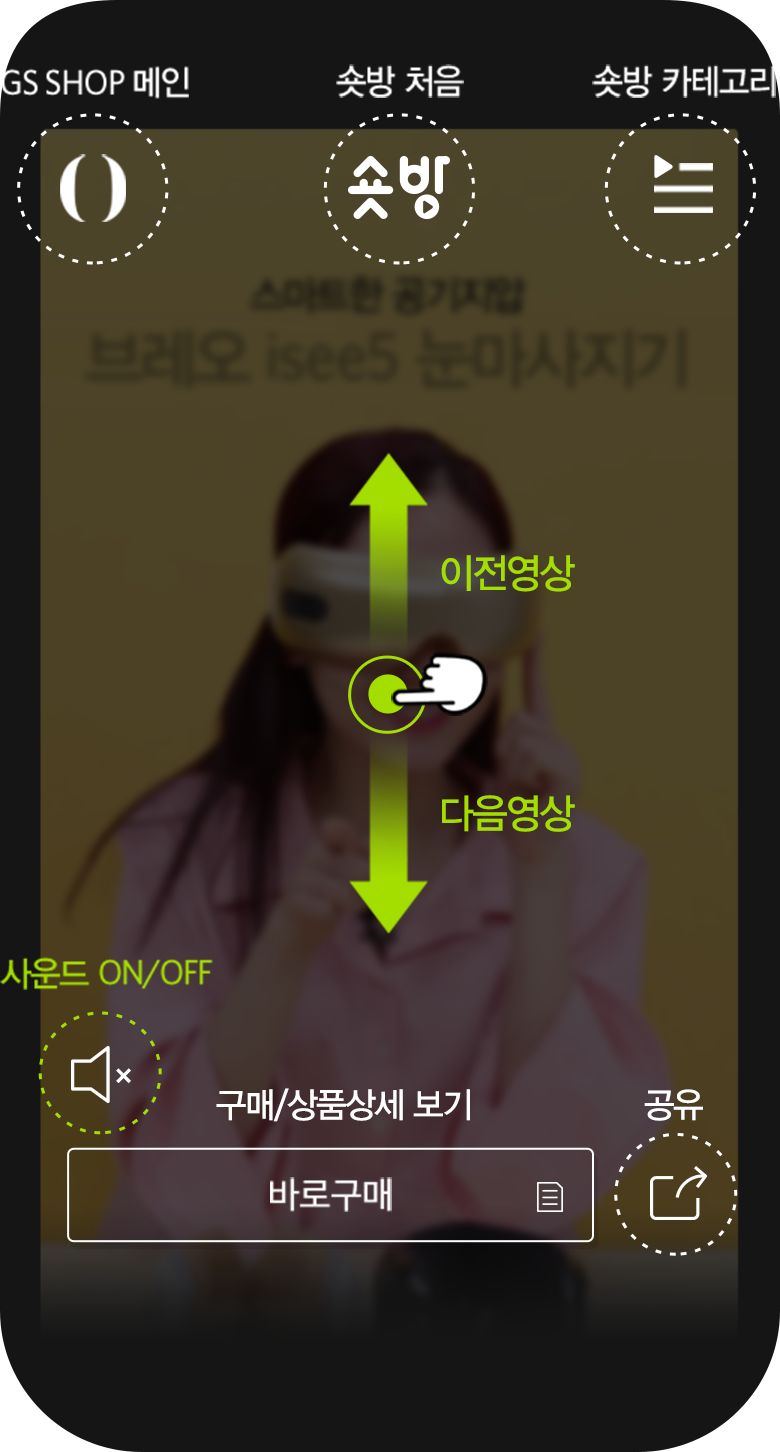 GS SHOP 메인
숏방 처음
숏방 카테고리
숏방
스마트한 공기지압
브레오 isee5 눈마사지기
이전영상
다음영상
사운드 ON/OFF
구매/상품상세 보기
공유
바로구매